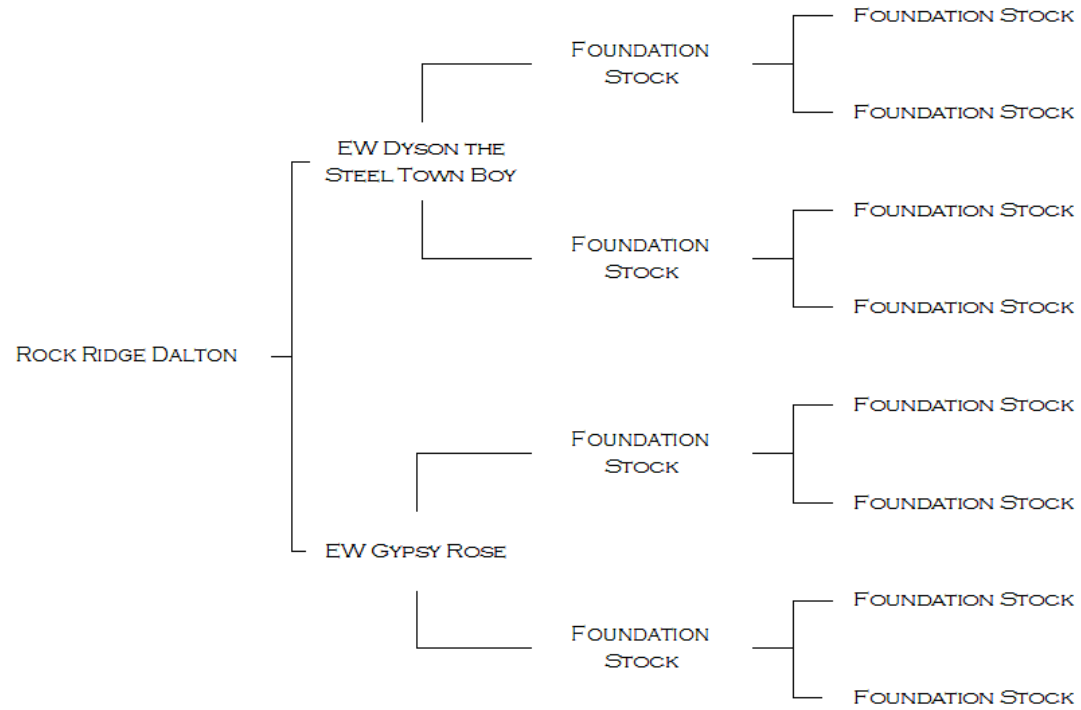 Foundation Stock
Foundation
Stock
Foundation Stock
EW Dyson the
Steel Town Boy
Foundation Stock
Foundation
Stock
Foundation Stock
Rock Ridge Dalton
Foundation Stock
Foundation
Stock
Foundation Stock
EW Gypsy Rose
Foundation Stock
Foundation
Stock
Foundation Stock